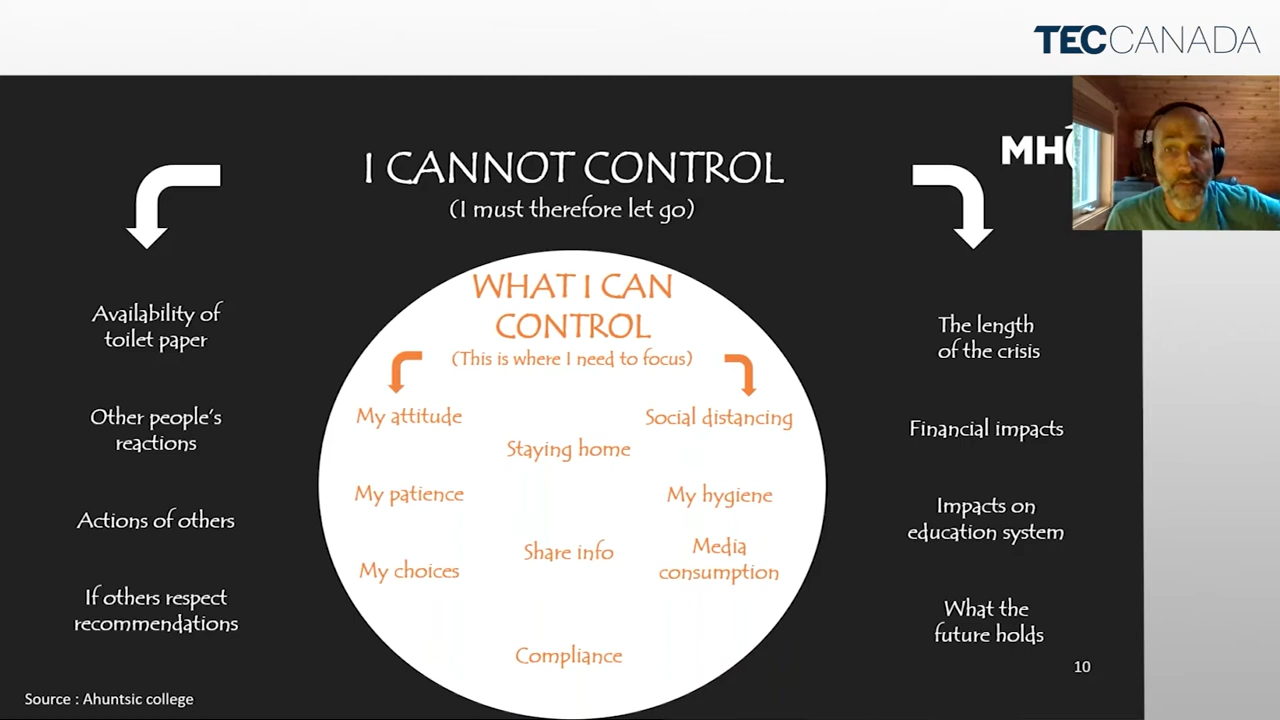 TECCANADA
MH
I CANNOT CONTROL
(I must therefore let go)
Availability of
toilet paper
Other people's
reactions
Actions of others
If others respect
recommendations
WHAT I CAN
CONTROL
(This is where I need to focus)
My attitude
My patience
My choices
Staying home
Share info
Compliance
Social distancing
My hygiene
Media
consumption
The length
of the crisis
Financial impacts
Impacts on
education system
What the
future holds
10
Source : Ahuntsic college